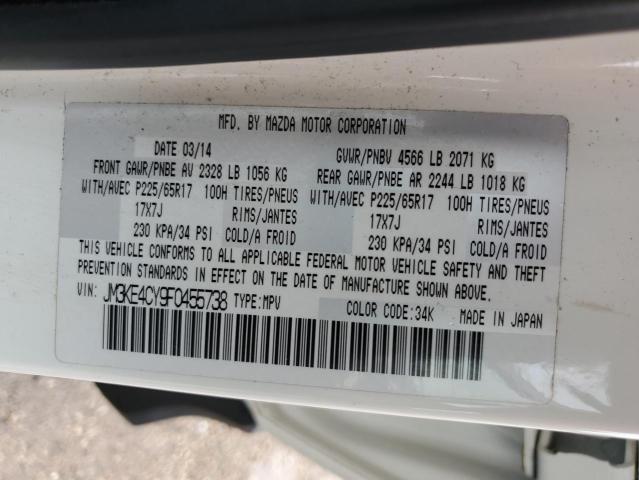 MFD. BY MAZDA MOTOR CORPORATION
DATE 03/14 GVWR/PNBV 4566 LB 2071 KG
FRONT GAWR/PNBE AV 2328 LB 1056 KG REAR GAWR/PNBE AR 2244 LB 1018 KG
WITH/AVEC P225/65R17 100H TIRES/PNEUS WITH/AVEC P225/65R17 100H TIRES/PNEUS
17X7J RIMS/JANTES 17X7J RIMS/JANTES
230 KPA/34 PSI COLD/A FROID 230 KPA/34 PSI COLD/A FROID
THIS VEHICLE CONFORMS TO ALL APPLICABLE FEDERAL MOTOR VEHICLE SAFETY AND THEFT
PREVENTION STANDARDS IN EFFECT ON THE DATE OF MANUFACTURE SHOWN ABOVE.
VIN: JM3KE4CY9F0455738 TYPE: MPV COLOR CODE: 34K MADE IN JAPAN